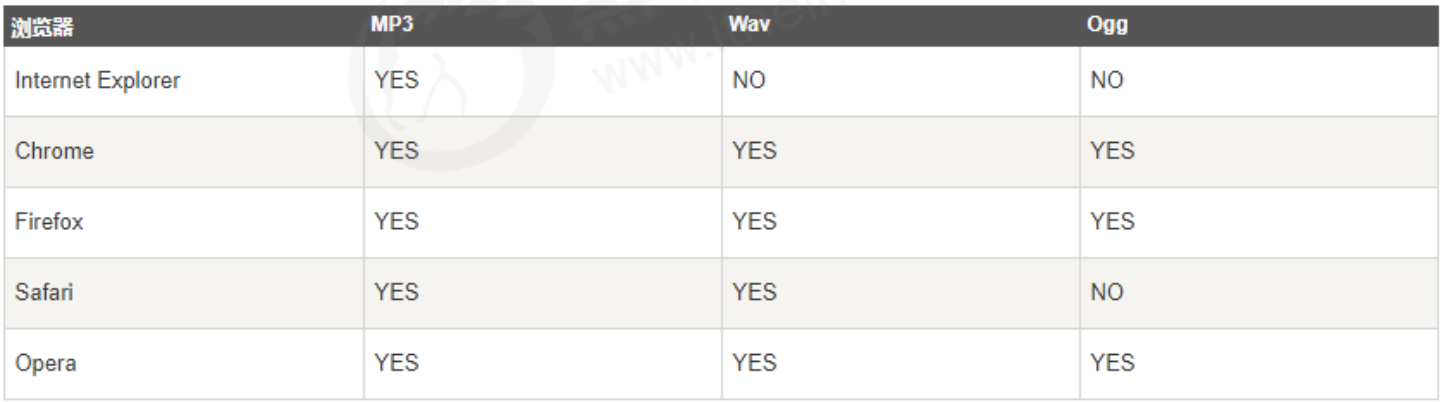 浏览器 MP3 Wav Ogg
Internet Explorer YES NO NO
Chrome YES YES YES
Firefox YES YES YES
Safari YES YES NO
Opera YES YES YES